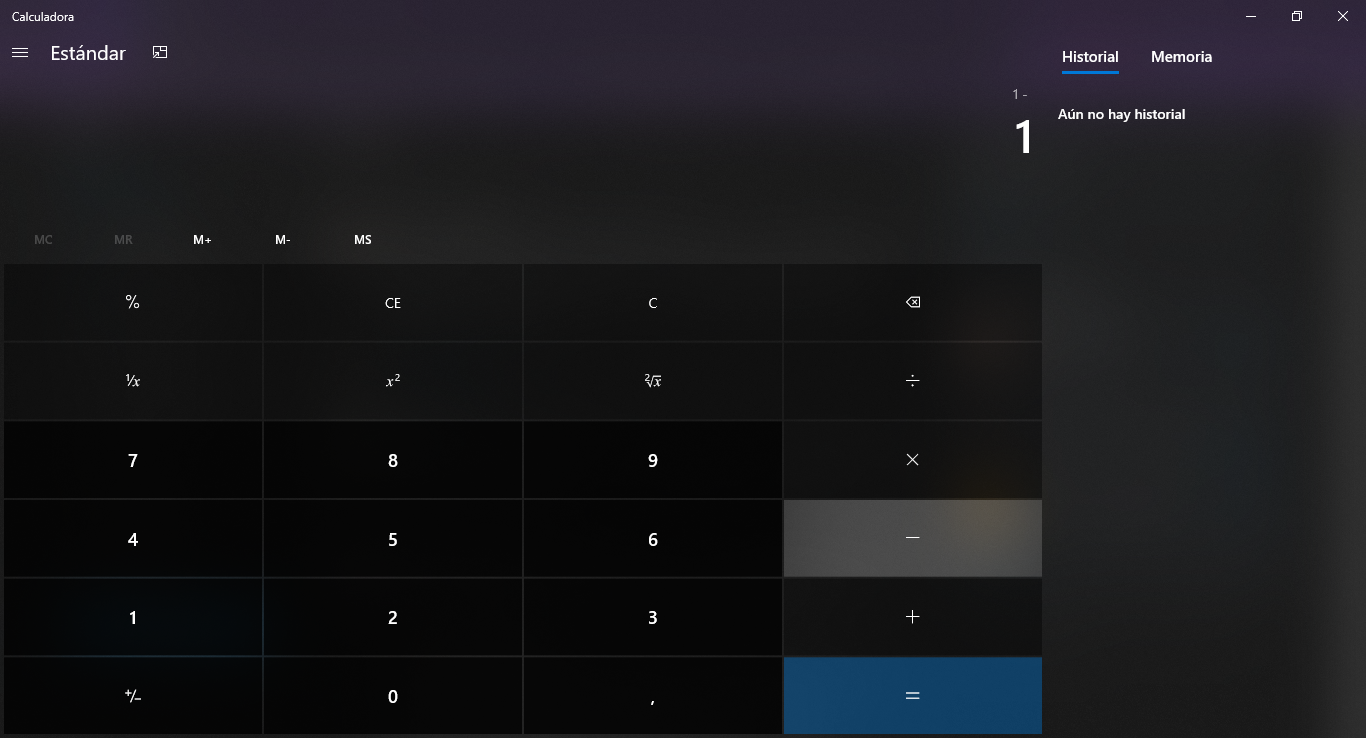 Calculadora
Estándar
Historial Memoria
1 -
1
Aún no hay historial
MC MR M+ M- MS
% CE C
¹/x x² ²√x ÷
7 8 9 ×
4 5 6 −
1 2 3 +
+/− 0 , =